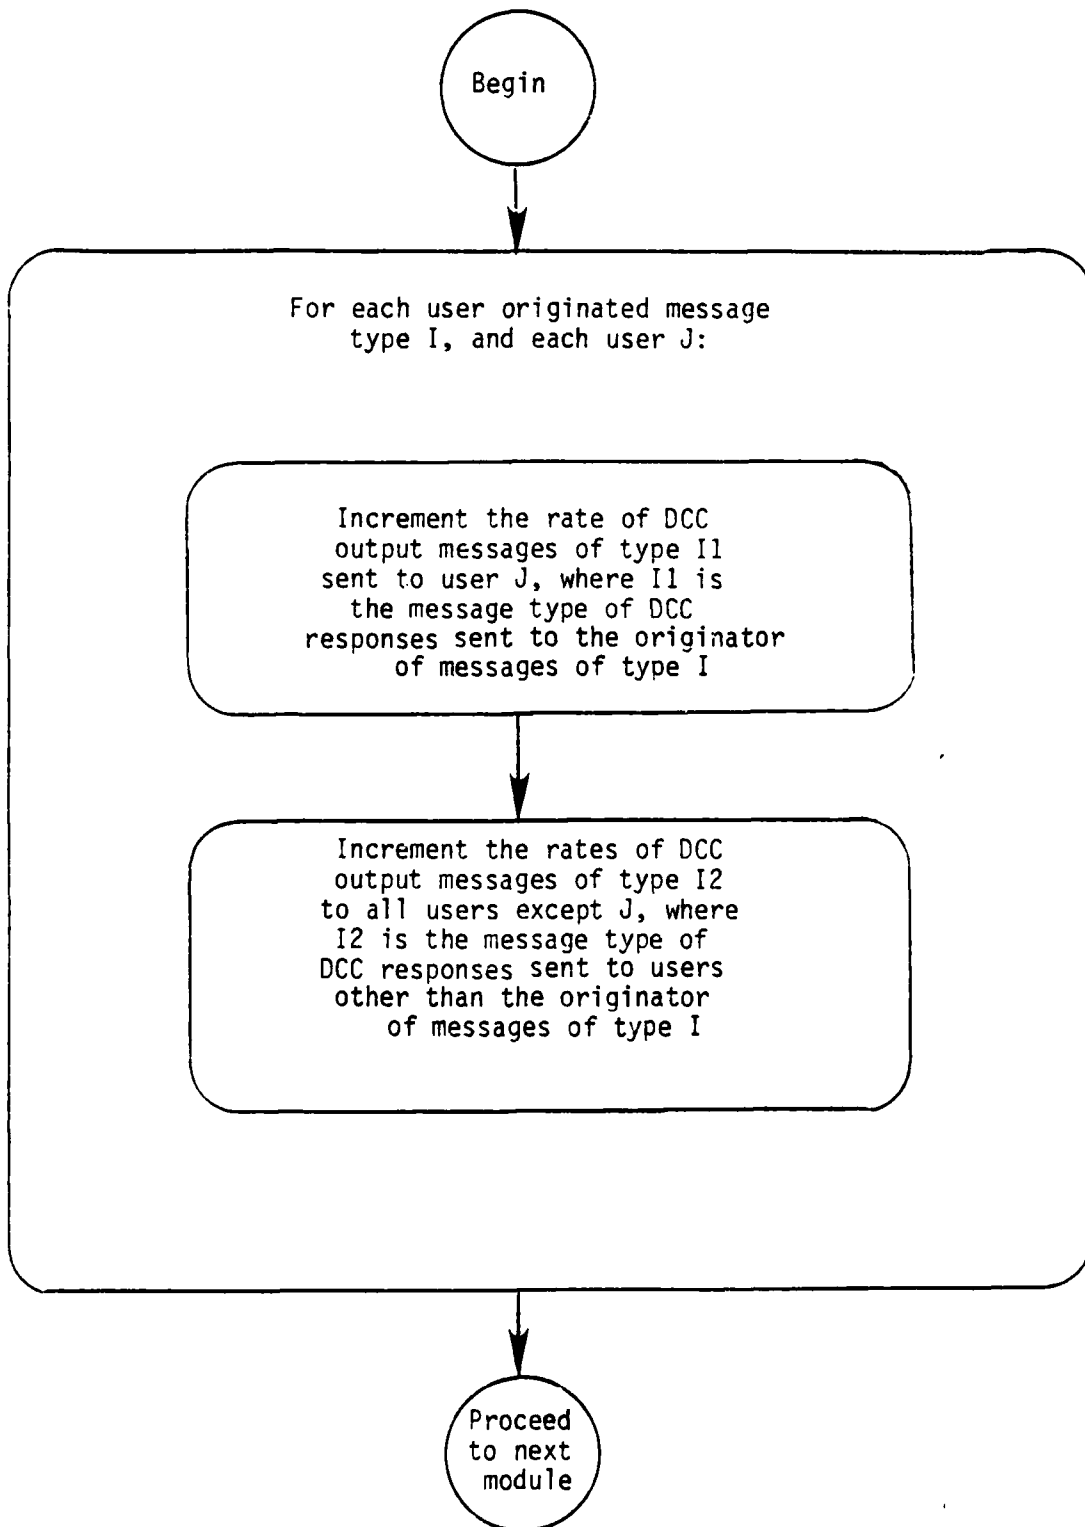 Begin
For each user originated message
type I, and each user J:
Increment the rate of DCC
output messages of type I1
sent to user J, where I1 is
the message type of DCC
responses sent to the originator
of messages of type I
Increment the rates of DCC
output messages of type I2
to all users except J, where
I2 is the message type of
DCC responses sent to users
other than the originator
of messages of type I
Proceed
to next
module